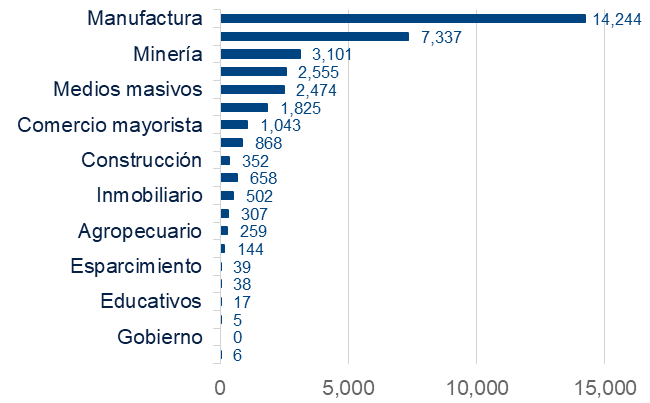 Manufactura 14,244
7,337
Minería 3,101
2,555
Medios masivos 2,474
1,825
Comercio mayorista 1,043
868
Construcción 352
658
Inmobiliario 502
307
Agropecuario 259
144
Esparcimiento 39
38
Educativos 17
5
Gobierno 0
6
0 5,000 10,000 15,000